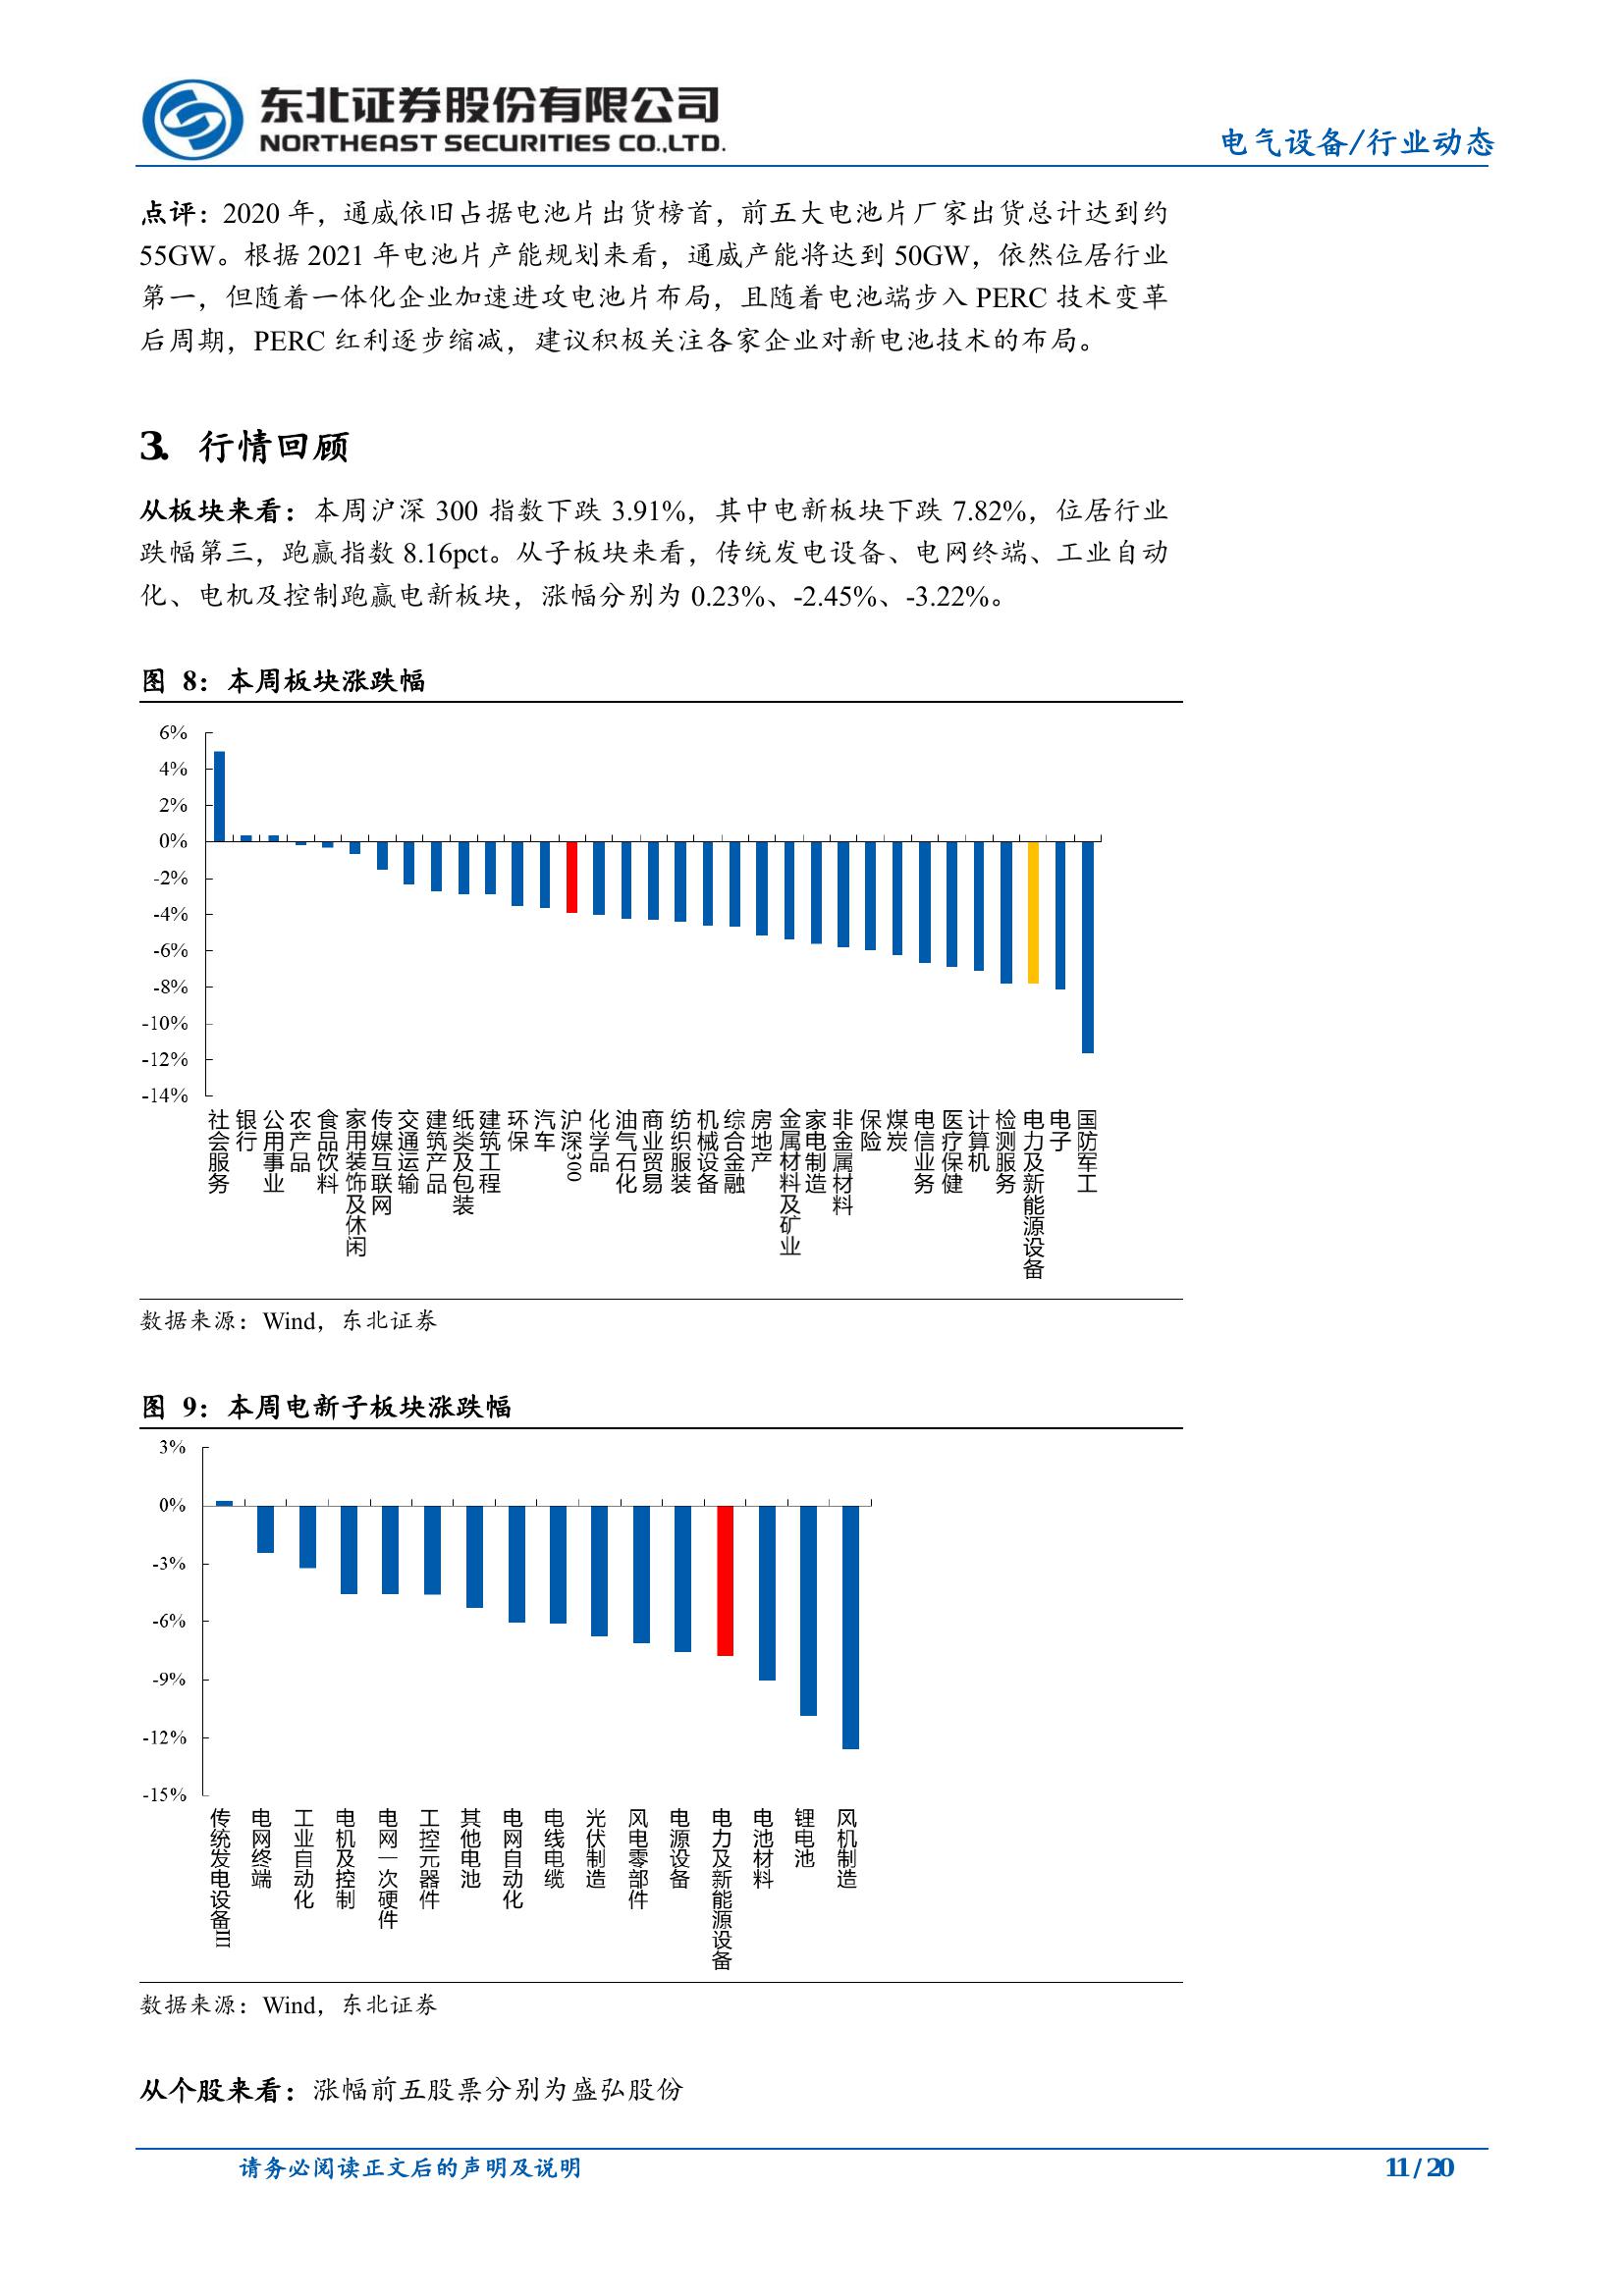 东北证券股份有限公司
NORTHEAST SECURITIES CO.,LTD.
电气设备/行业动态
点评：2020 年，通威依旧占据电池片出货榜首，前五大电池片厂家出货总计达到约
55GW。根据 2021 年电池片产能规划来看，通威产能将达到 50GW，依然位居行业
第一，但随着一体化企业加速进攻电池片布局，且随着电池端步入 PERC 技术变革
后周期，PERC 红利逐步缩减，建议积极关注各家企业对新电池技术的布局。
3. 行情回顾
从板块来看：本周沪深 300 指数下跌 3.91%，其中电新板块下跌 7.82%，位居行业
跌幅第三，跑赢指数 8.16pct。从子板块来看，传统发电设备、电网终端、工业自动
化、电机及控制跑赢电新板块，涨幅分别为 0.23%、-2.45%、-3.22%。
图 8：本周板块涨跌幅
6%
4%
2%
0%
-2%
-4%
-6%
-8%
-10%
-12%
-14%
社会服务
银行
公用事业
农产品
食品饮料
家用装饰及休闲
传媒互联网
交通运输
建筑产品
纸类及包装
建筑工程
环保
汽车
沪深300
化学品
油气石化
商业贸易
纺织服装
机械设备
综合金融
房地产
金属材料及矿业
家电制造
非金属材料
保险
煤炭
电信业务
医疗保健
计算机
检测服务
电力及新能源设备
电子
国防军工
数据来源：Wind，东北证券
图 9：本周电新子板块涨跌幅
3%
0%
-3%
-6%
-9%
-12%
-15%
传统发电设备III
电网终端
工业自动化
电机及控制
电网一次硬件
工控元器件
其他电池
电网自动化
电线电缆
光伏制造
风电零部件
电源设备
电力及新能源设备
电池材料
锂电池
风机制造
数据来源：Wind，东北证券
从个股来看：涨幅前五股票分别为盛弘股份
请务必阅读正文后的声明及说明
11 / 20